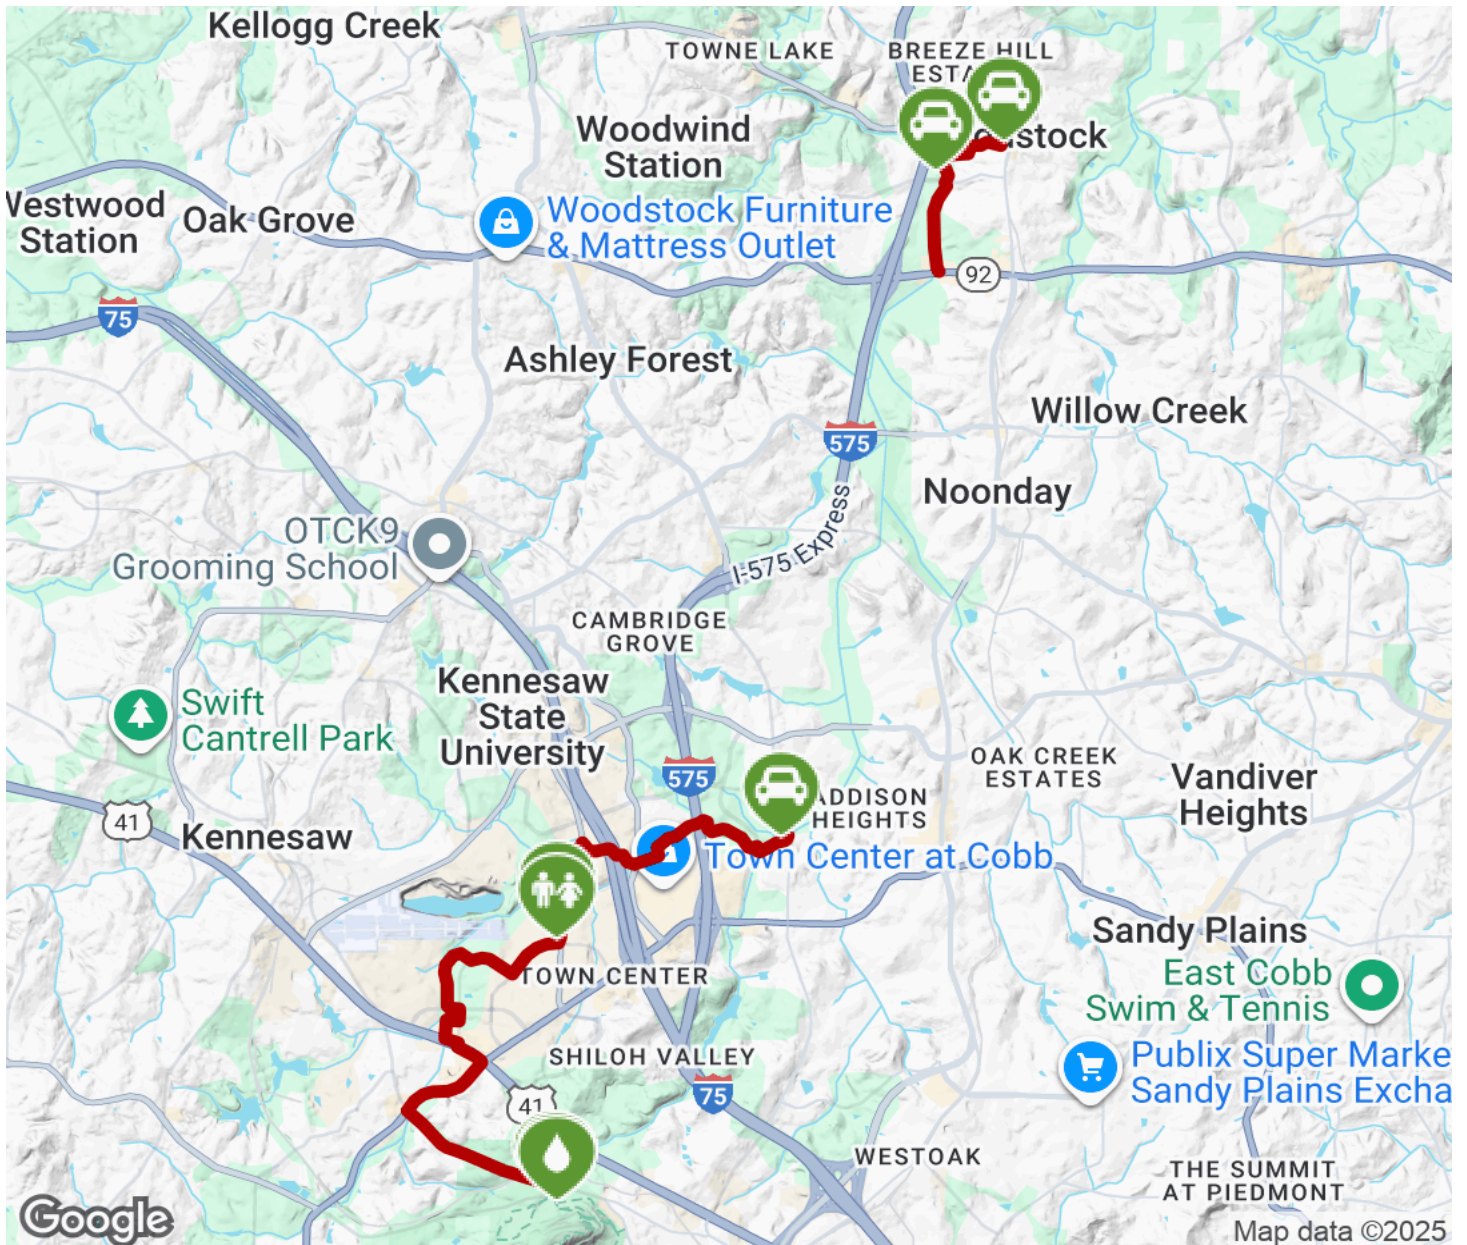 Kellogg Creek
TOWNE LAKE
BREEZE HILL
Woodwind
Station
Woodstock Furniture
& Mattress Outlet
Westwood
Station
Oak Grove
92
75
Ashley Forest
Willow Creek
575
Noonday
I-575 Express
OTCK9
Grooming School
CAMBRIDGE
GROVE
Kennesaw
State
University
Swift
Cantrell Park
575
OAK CREEK
ESTATES
Vandiver
Heights
ADDISON
HEIGHTS
41
Kennesaw
Town Center at Cobb
Sandy Plains
East Cobb
Swim & Tennis
TOWN CENTER
SHILOH VALLEY
Publix Super Marke
Sandy Plains Excha
75
41
WESTOAK
THE SUMMIT
AT PIEDMONT
Google
Map data ©2025